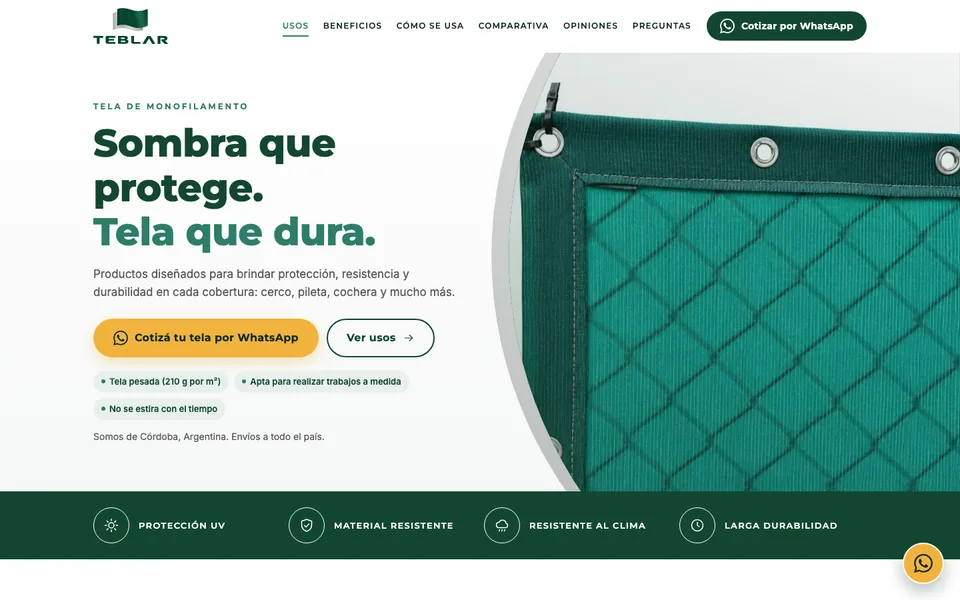 TEBLAR
USOS
BENEFICIOS
CÓMO SE USA
COMPARATIVA
OPINIONES
PREGUNTAS
Cotizar por WhatsApp
TELA DE MONOFILAMENTO
Sombra que
protege.
Tela que dura.
Productos diseñados para brindar protección, resistencia y
durabilidad en cada cobertura: cerco, pileta, cochera y mucho más.
Cotizá tu tela por WhatsApp
Ver usos →
• Tela pesada (210 g por m²)
• Apta para realizar trabajos a medida
• No se estira con el tiempo
Somos de Córdoba, Argentina. Envíos a todo el país.
PROTECCIÓN UV
MATERIAL RESISTENTE
RESISTENTE AL CLIMA
LARGA DURABILIDAD